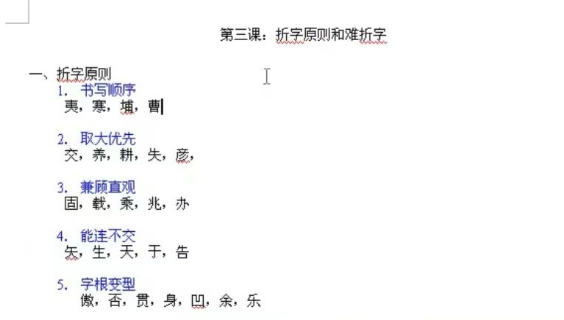 第三课：折字原则和难折字
一、折字原则
1. 书写顺序
夷，寒，埔，曹
2. 取大优先
交，养，耕，失，彦，
3. 兼顾直观
固，载，乘，兆，办
4. 能连不交
矢，生，天，于，告
5. 字根变型
傲，否，贯，身，凹，余，乐